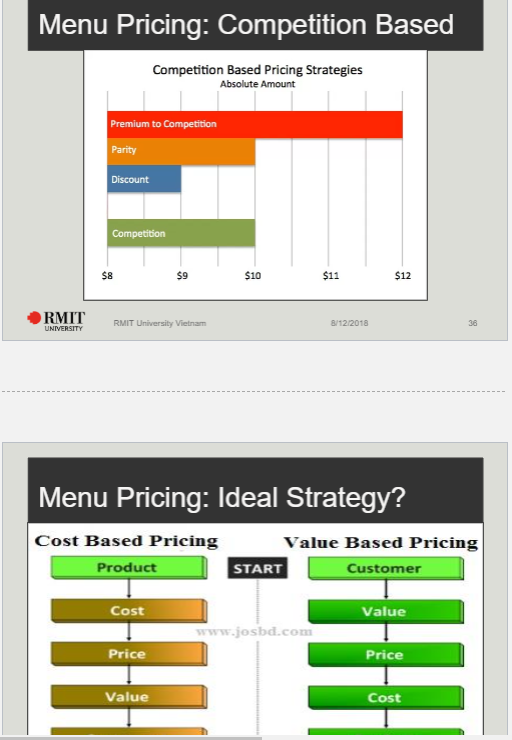 Menu Pricing: Competition Based
Competition Based Pricing Strategies
Absolute Amount
Premium to Competition
Parity
Discount
Competition
$8 $9 $10 $11 $12
RMIT
UNIVERSITY
RMIT University Vietnam 8/12/2018 36
Menu Pricing: Ideal Strategy?
Cost Based Pricing Value Based Pricing
Product START Customer
Cost Value
www.josbd.com
Price Price
Value Cost